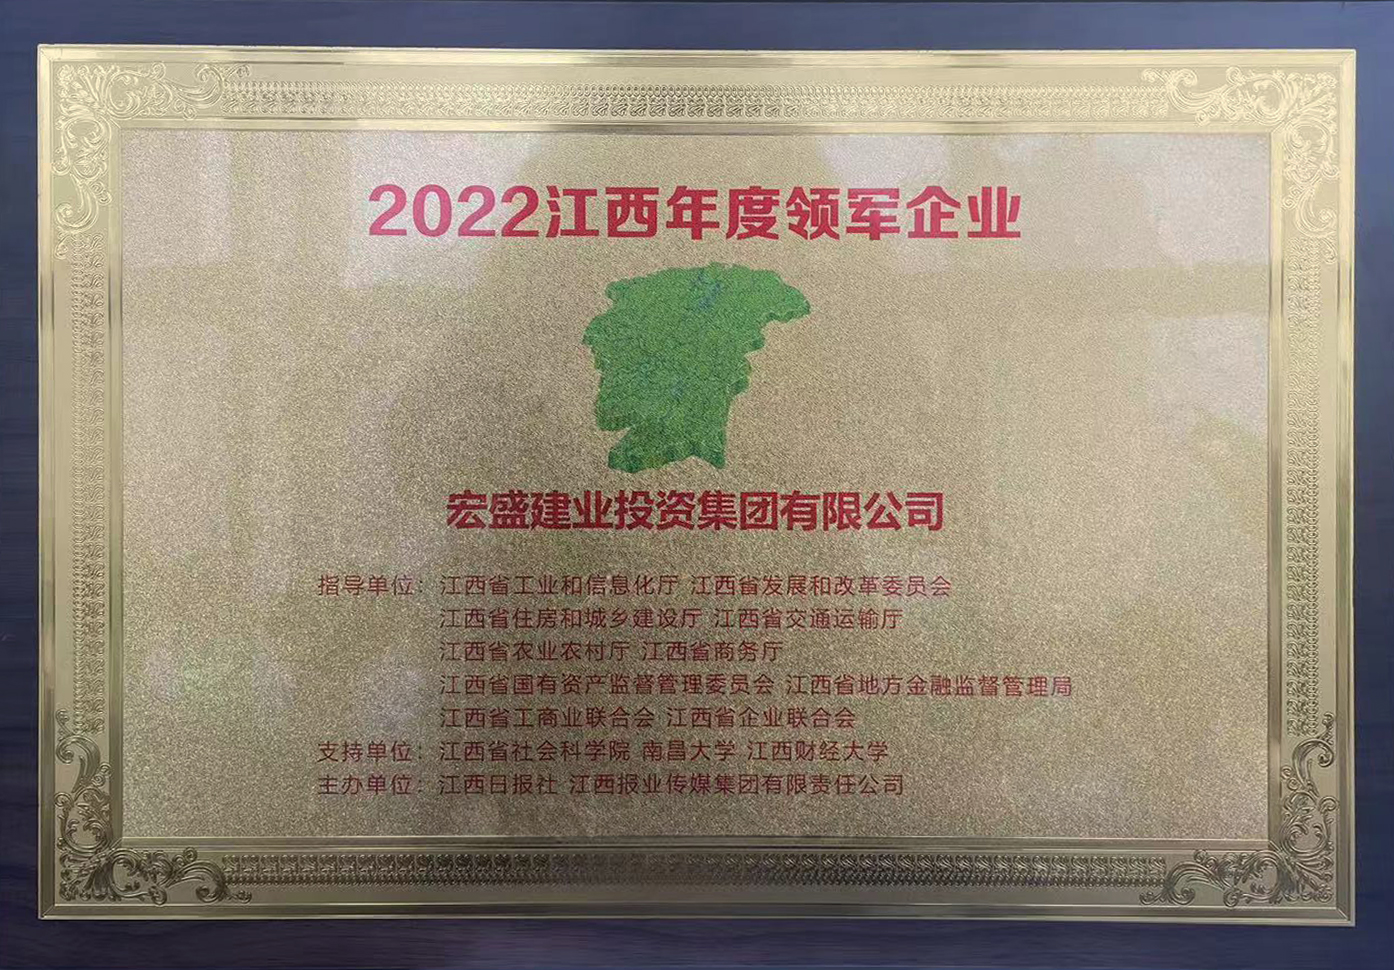 2022江西年度领军企业
宏盛建业投资集团有限公司
指导单位：江西省工业和信息化厅 江西省发展和改革委员会
江西省住房和城乡建设厅 江西省交通运输厅
江西省农业农村厅 江西省商务厅
江西省国有资产监督管理委员会 江西省地方金融监督管理局
江西省工商业联合会 江西省企业联合会
支持单位：江西省社会科学院 南昌大学 江西财经大学
主办单位：江西日报社 江西报业传媒集团有限责任公司